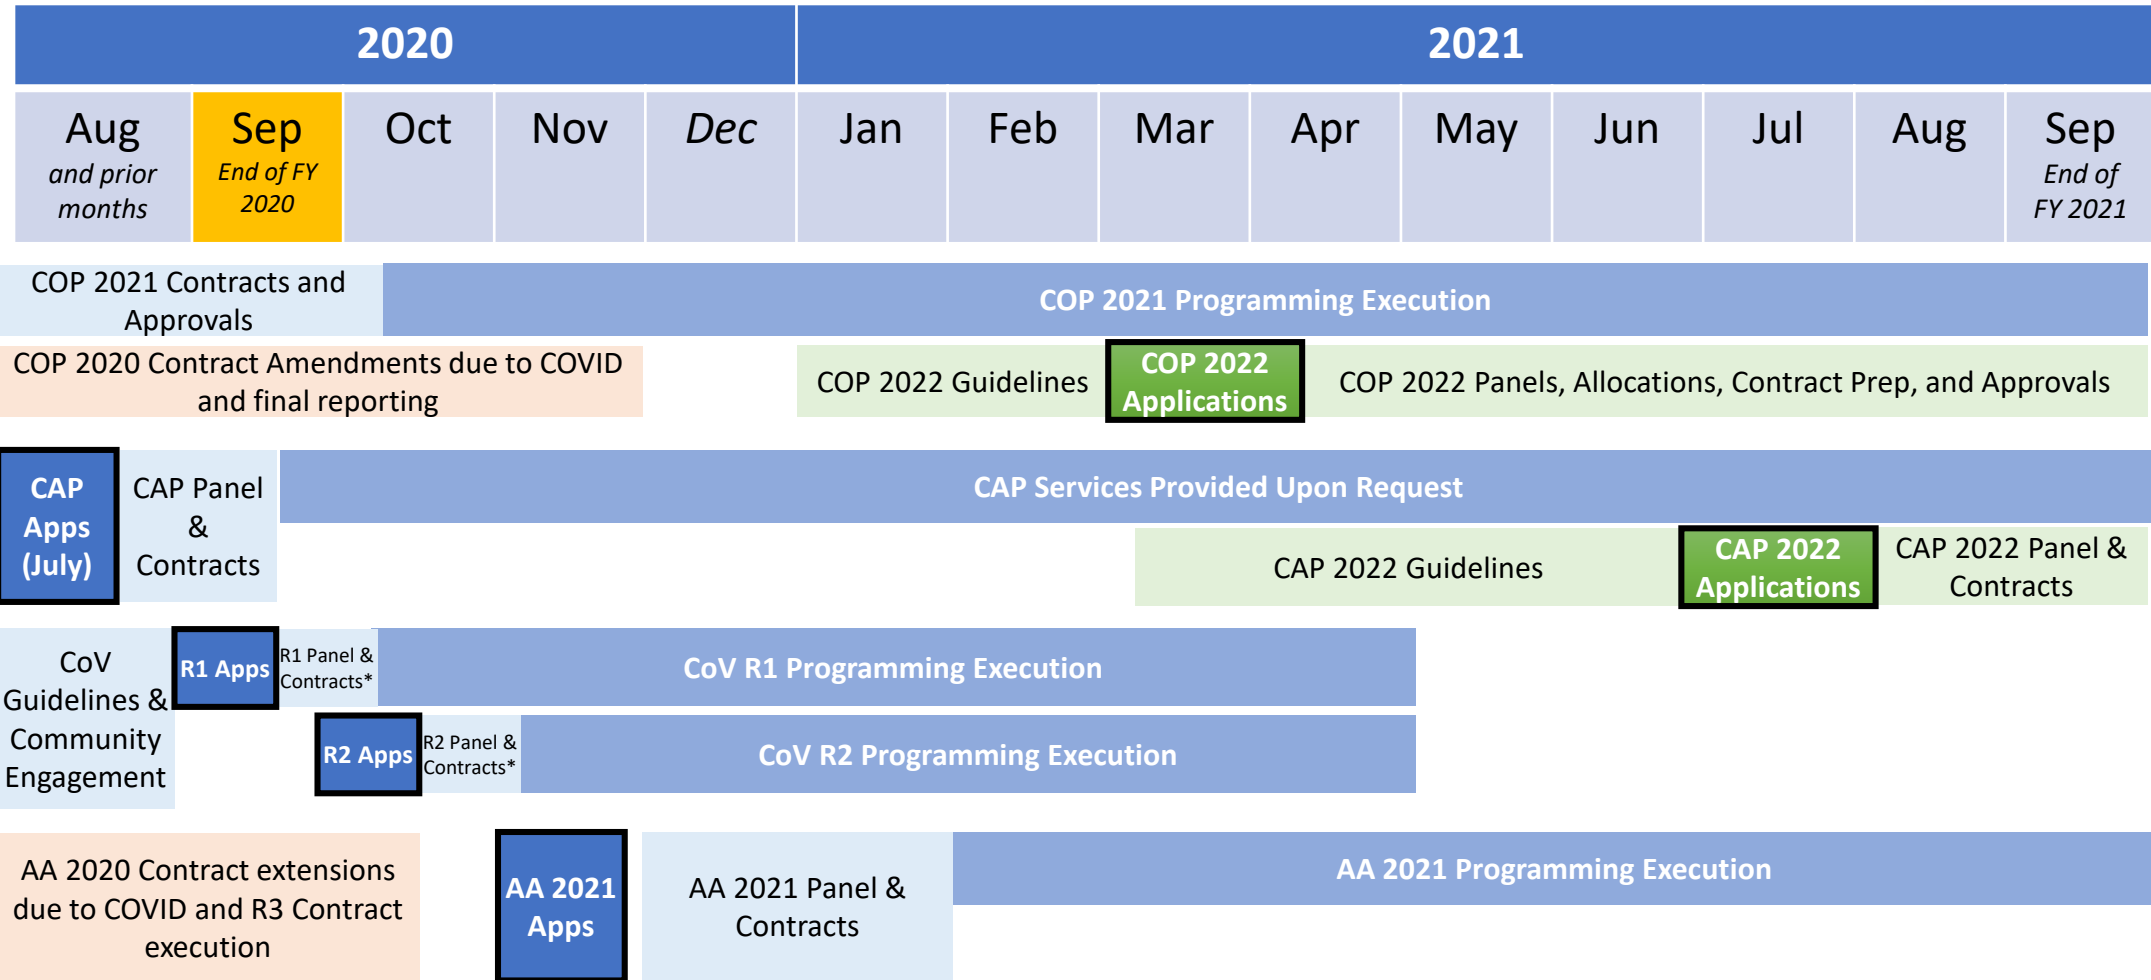 2020
2021
Aug
and prior
months
Sep
End of FY
2020
Oct
Nov
Dec
Jan
Feb
Mar
Apr
May
Jun
Jul
Aug
Sep
End of
FY 2021
COP 2021 Contracts and
Approvals
COP 2021 Programming Execution
COP 2020 Contract Amendments due to COVID
and final reporting
COP 2022 Guidelines
COP 2022
Applications
COP 2022 Panels, Allocations, Contract Prep, and Approvals
CAP
Apps
(July)
CAP Panel
&
Contracts
CAP Services Provided Upon Request
CAP 2022 Guidelines
CAP 2022
Applications
CAP 2022 Panel &
Contracts
CoV
Guidelines &
Community
Engagement
R1 Apps
R1 Panel &
Contracts*
CoV R1 Programming Execution
R2 Apps
R2 Panel &
Contracts*
CoV R2 Programming Execution
AA 2020 Contract extensions
due to COVID and R3 Contract
execution
AA 2021
Apps
AA 2021 Panel &
Contracts
AA 2021 Programming Execution